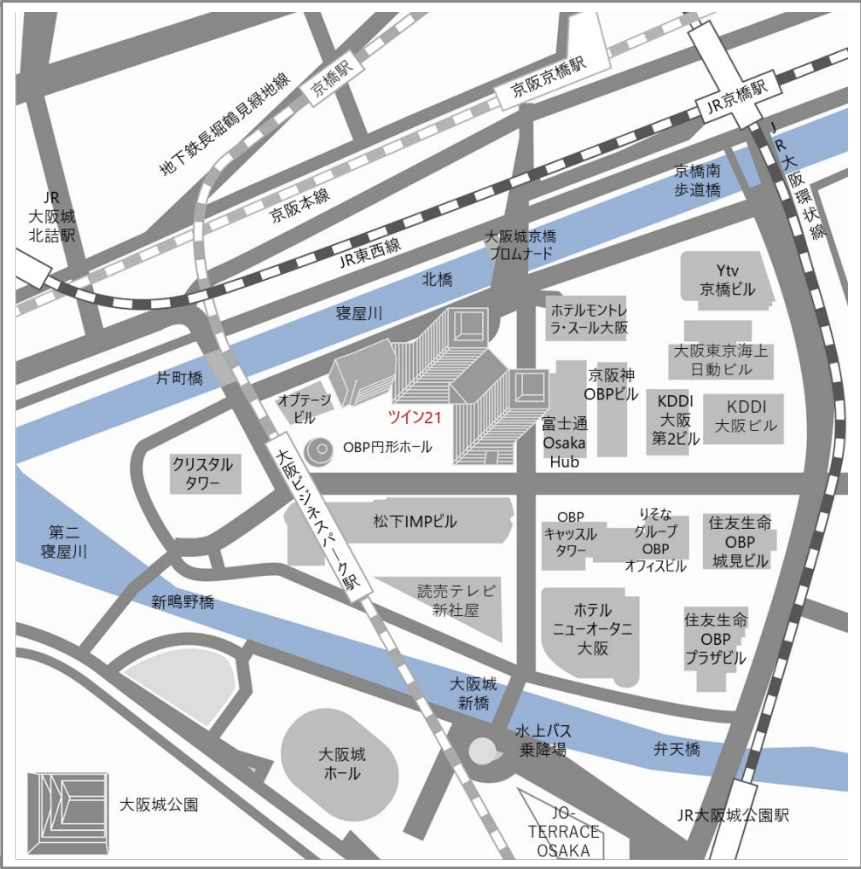 京橋駅
地下鉄長堀鶴見緑地線
京阪京橋駅
JR京橋駅
JR大阪環状線
京橋南
歩道橋
JR
大阪城
北詰駅
京阪本線
JR東西線
大阪城京橋
プロムナード
北橋
寝屋川
片町橋
Ytv
京橋ビル
ホテルモントレ
ラ・スール大阪
大阪東京海上
日動ビル
京阪神
OBPビル
KDDI
大阪
第2ビル
KDDI
大阪ビル
オプテージ
ビル
ツイン21
富士通
Osaka
Hub
OBP円形ホール
クリスタル
タワー
大阪ビジネスパーク駅
松下IMPビル
OBP
キャッスル
タワー
りそな
グループ
OBP
オフィスビル
住友生命
OBP
城見ビル
第二
寝屋川
新鴫野橋
読売テレビ
新社屋
ホテル
ニューオータニ
大阪
住友生命
OBP
プラザビル
大阪城
新橋
水上バス
乗降場
弁天橋
大阪城
ホール
大阪城公園
JO-
TERRACE
OSAKA
JR大阪城公園駅